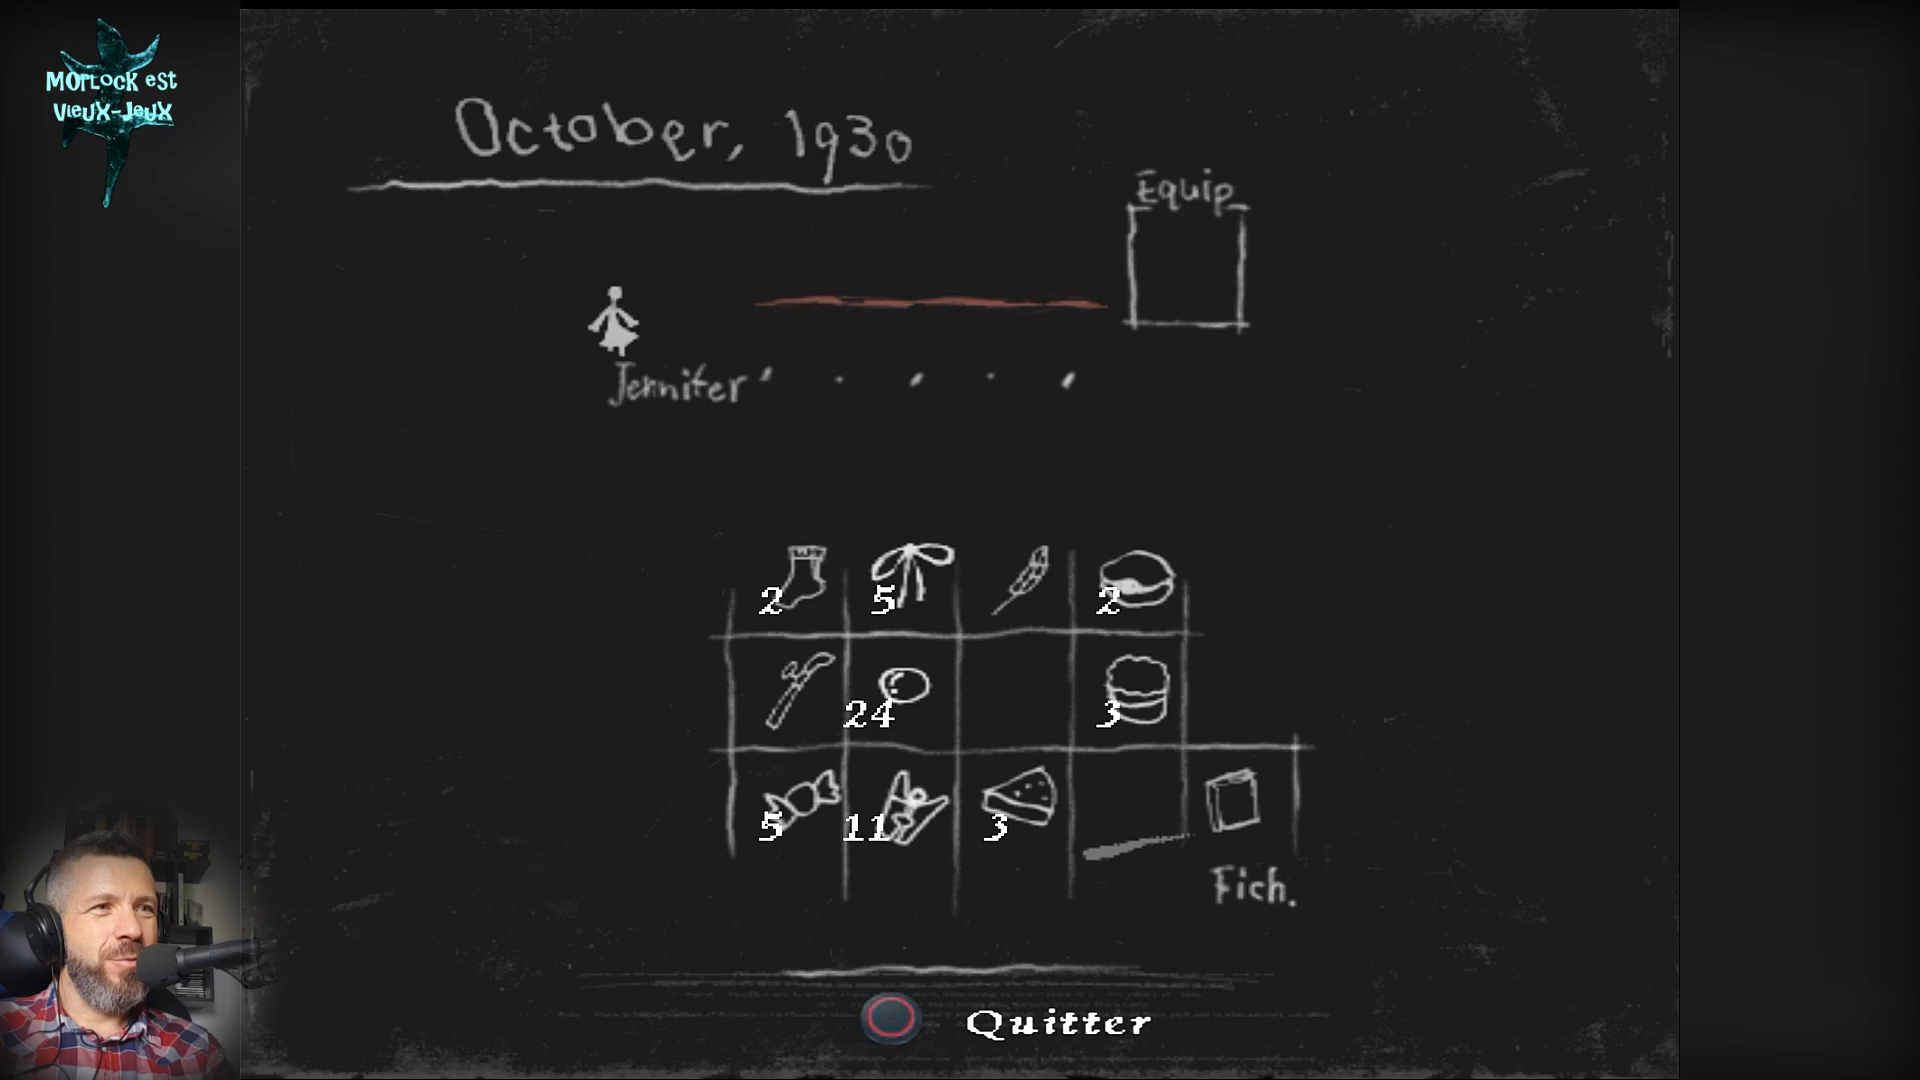 MORLOCK est
VIEUX-JEUX
October, 1930
Equip
Jennifer
2
5
2
24
3
5
11
3
Fich.
Quitter